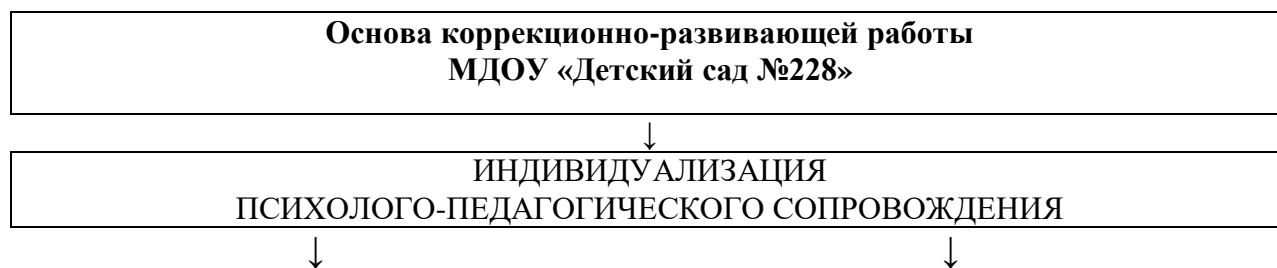 Основа коррекционно-развивающей работы
МДОУ «Детский сад №228»
↓
ИНДИВИДУАЛИЗАЦИЯ
ПСИХОЛОГО-ПЕДАГОГИЧЕСКОГО СОПРОВОЖДЕНИЯ
↓ ↓